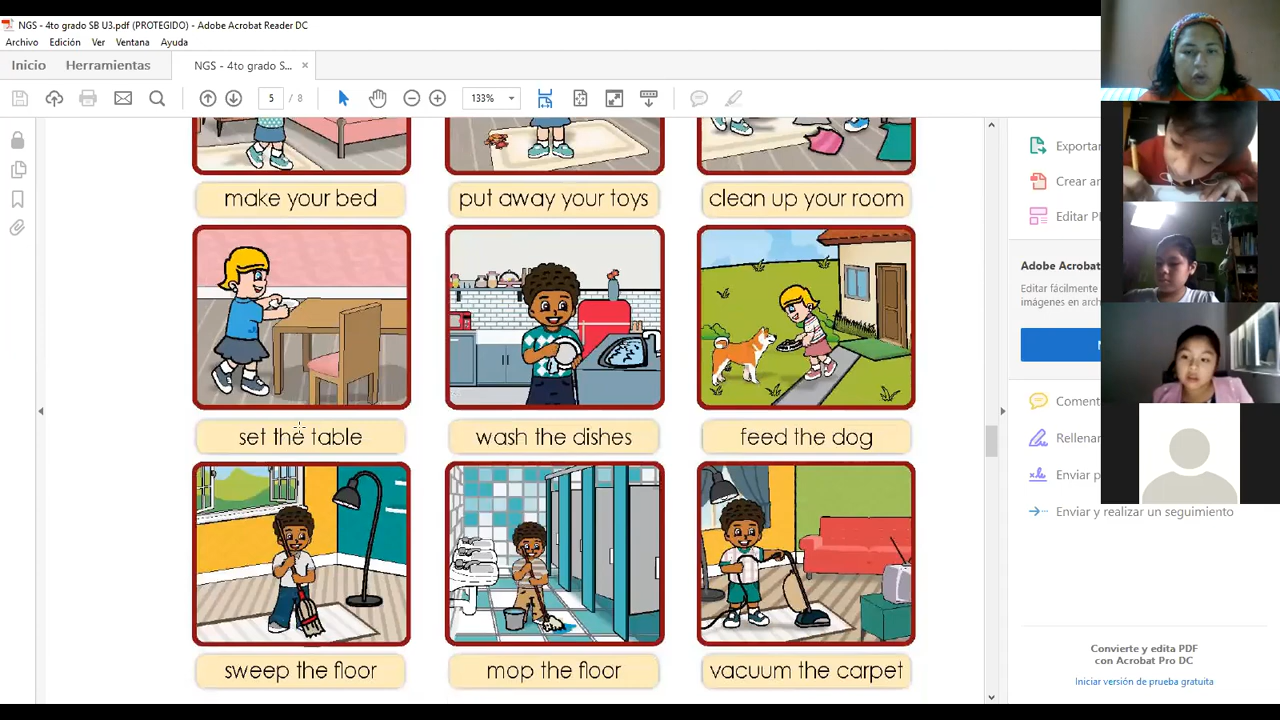 NGS - 4to grado SB U3.pdf (PROTEGIDO) - Adobe Acrobat Reader DC
Archivo Edición Ver Ventana Ayuda
Inicio Herramientas NGS - 4to grado S... ×
5 / 8 133%
make your bed put away your toys clean up your room
set the table wash the dishes feed the dog
sweep the floor mop the floor vacuum the carpet
Exportar
Crear ar
Editar P
Adobe Acrobat
Editar fácilmente
imágenes en arch
Coment
Rellenar
Enviar p
Enviar y realizar un seguimiento
Convierte y edita PDF
con Acrobat Pro DC
Iniciar versión de prueba gratuita